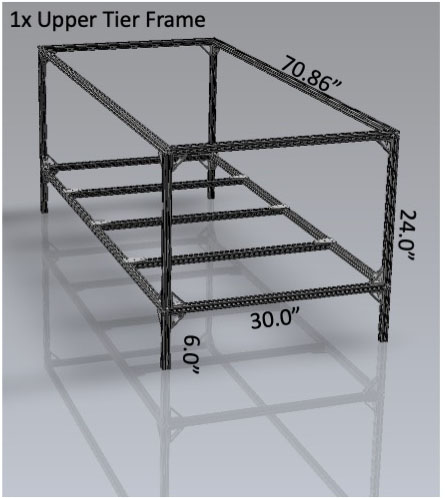 1x Upper Tier Frame
70.86”
24.0”
30.0”
6.0”